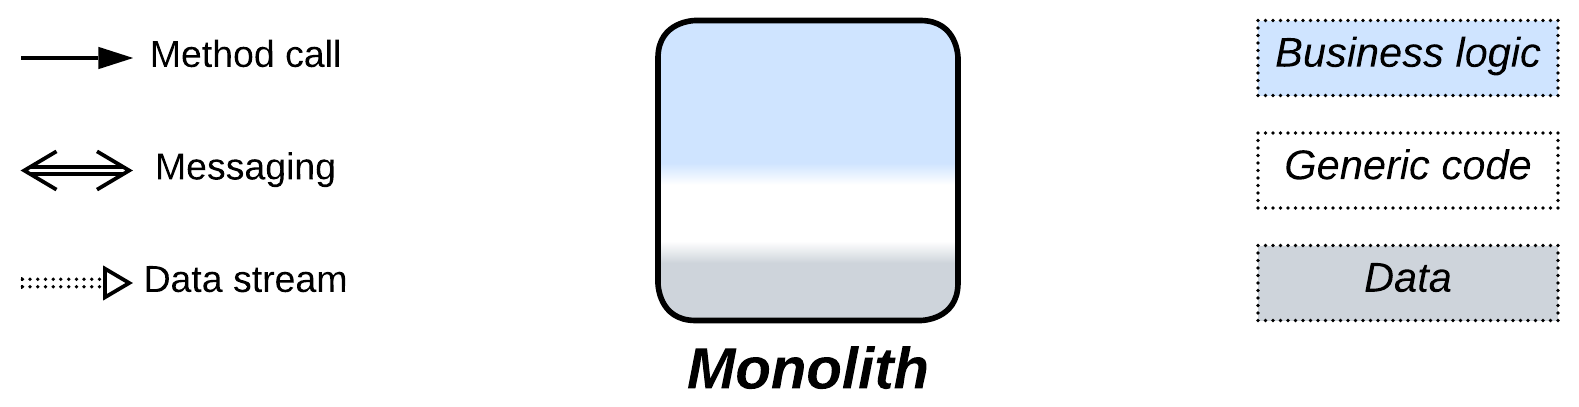 Method call
Messaging
Data stream
Monolith
Business logic
Generic code
Data